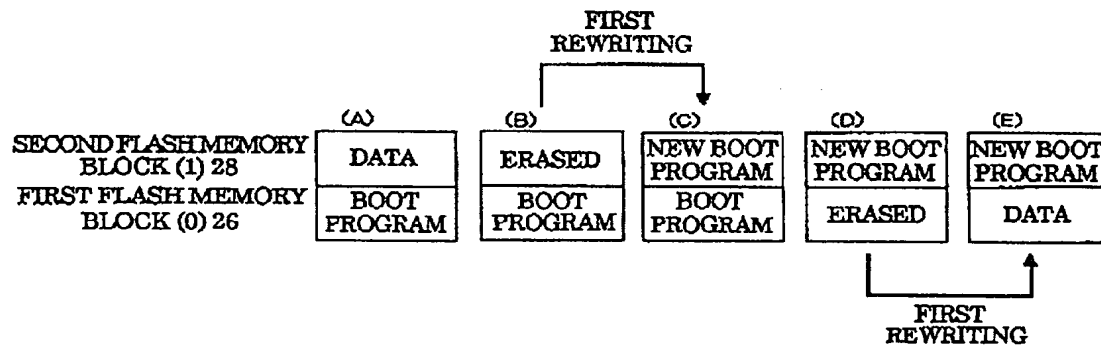 FIRST
REWRITING
(A) (B) (C) (D) (E)
SECOND FLASH MEMORY
BLOCK (1) 28
DATA
ERASED
NEW BOOT
PROGRAM
NEW BOOT
PROGRAM
NEW BOOT
PROGRAM
FIRST FLASH MEMORY
BLOCK (0) 26
BOOT
PROGRAM
BOOT
PROGRAM
BOOT
PROGRAM
ERASED
DATA
FIRST
REWRITING